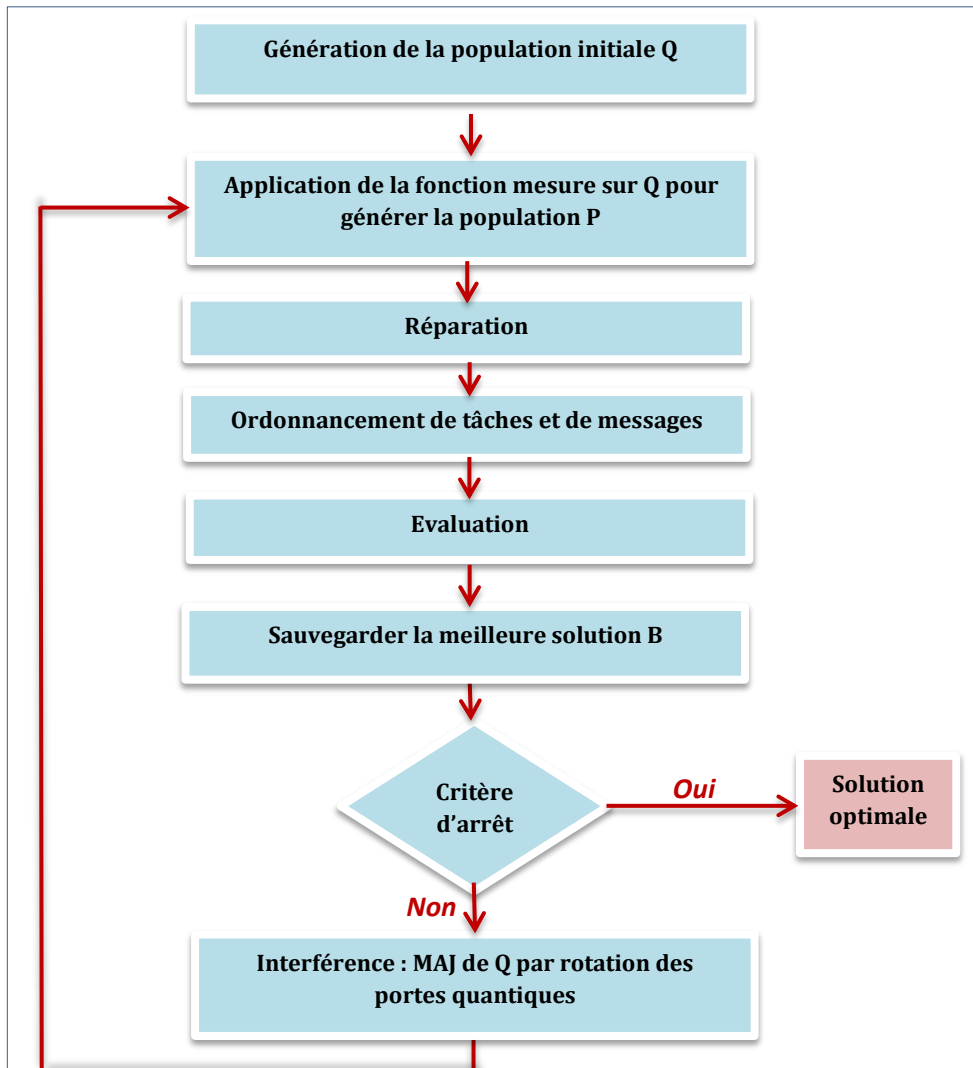 Génération de la population initiale Q
Application de la fonction mesure sur Q pour
générer la population P
Réparation
Ordonnancement de tâches et de messages
Evaluation
Sauvegarder la meilleure solution B
Critère
d’arrêt
Oui
Solution
optimale
Non
Interférence : MAJ de Q par rotation des
portes quantiques